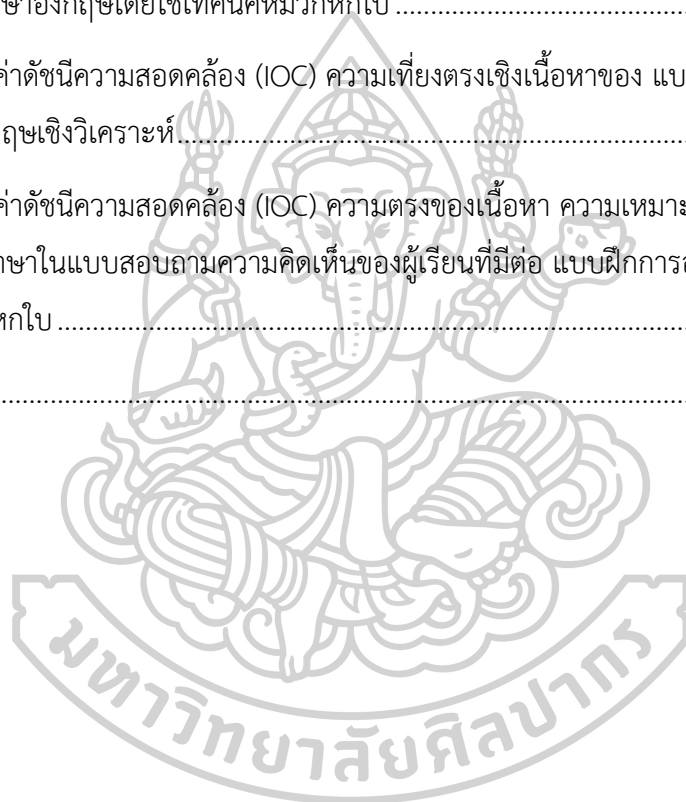 ษาอังกฤษโดยใช้เทคนิคหมวกหกใบ ........................................
ค่าดัชนีความสอดคล้อง (IOC) ความเที่ยงตรงเชิงเนื้อหาของ แบบ
ฤษเชิงวิเคราะห์........................................................................
ค่าดัชนีความสอดคล้อง (IOC) ความตรงของเนื้อหา ความเหมาะ
าษาในแบบสอบถามความคิดเห็นของผู้เรียนที่มีต่อ แบบฝึกการ
หกใบ ........................................................................................
................................................................................................
มหาวิทยาลัยศิลปากร